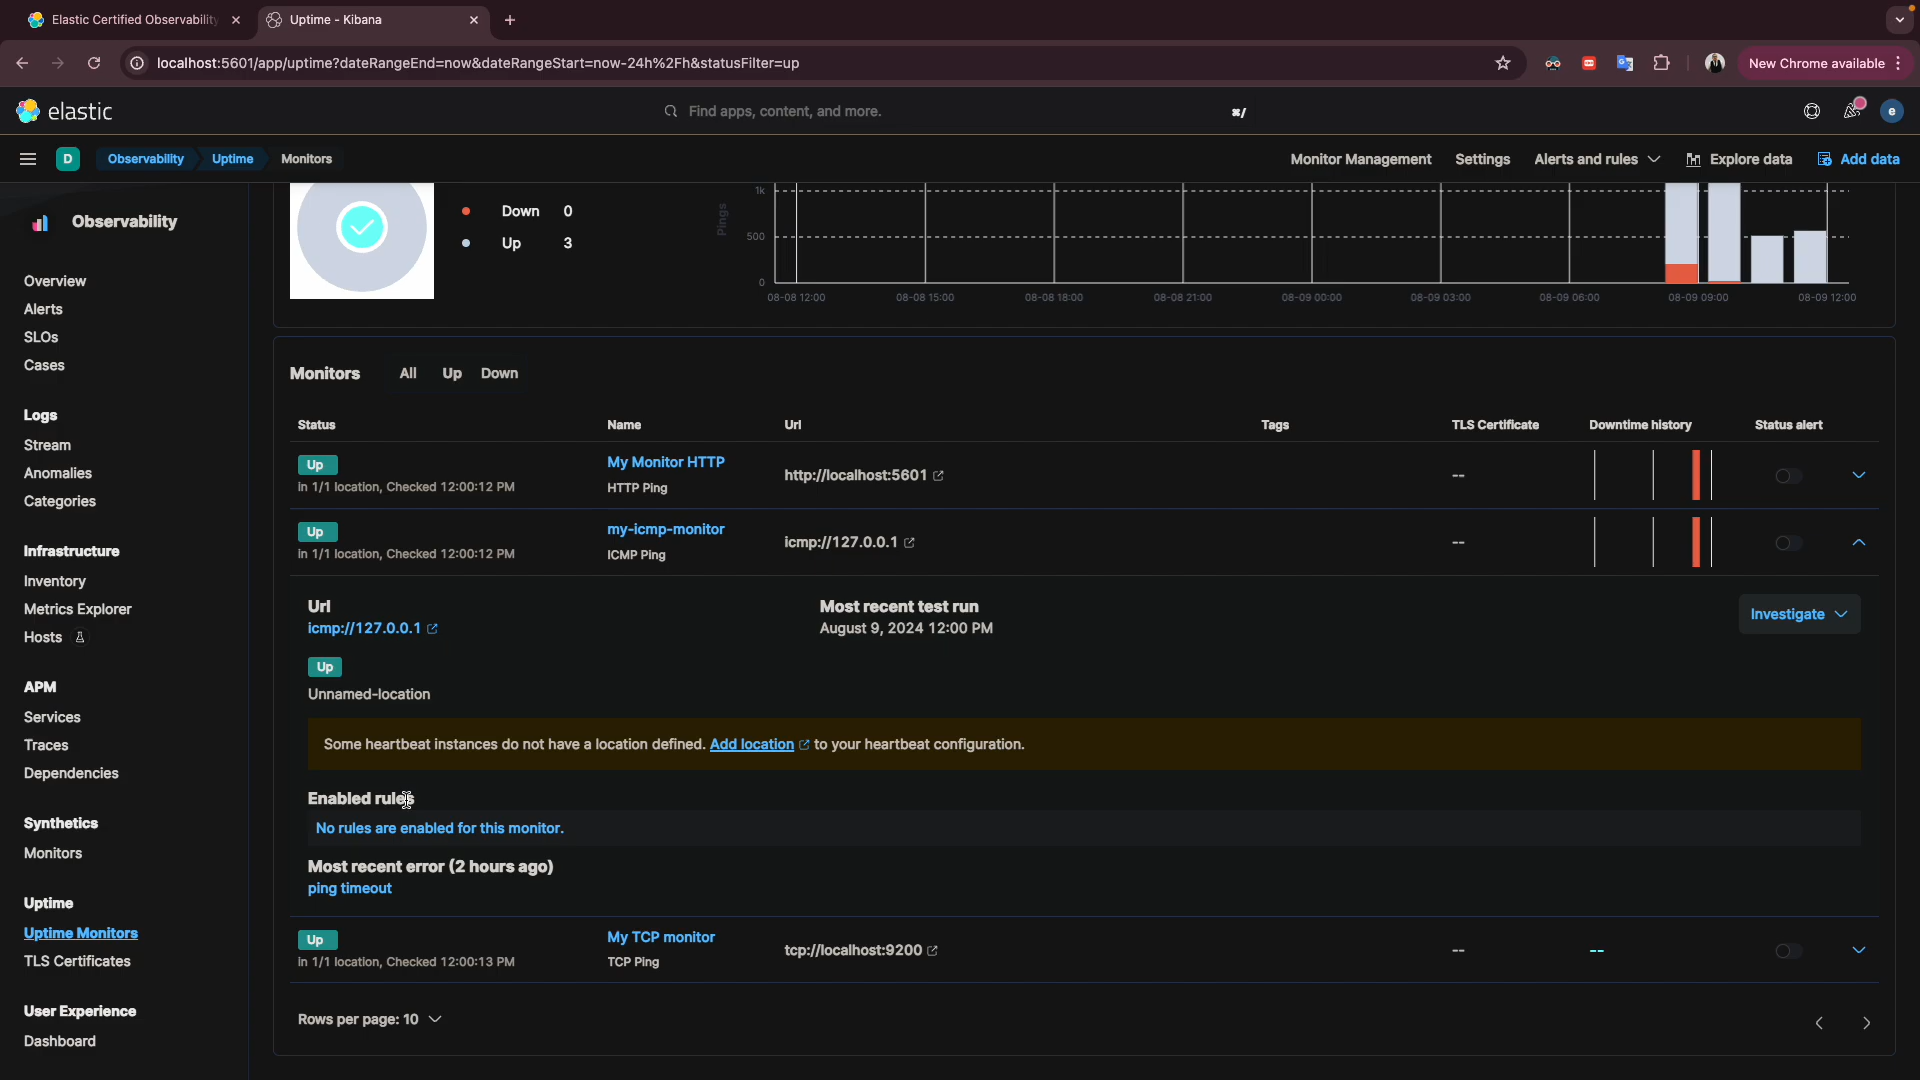 Elastic Certified Observability
Uptime - Kibana
localhost:5601/app/uptime?dateRangeEnd=now&dateRangeStart=now-24h%2Fh&statusFilter=up
New Chrome available
elastic
Find apps, content, and more.
⌘/
e
D
Observability
Uptime
Monitors
Monitor Management
Settings
Alerts and rules
Explore data
Add data
Observability
Overview
Alerts
SLOs
Cases
Logs
Stream
Anomalies
Categories
Infrastructure
Inventory
Metrics Explorer
Hosts
APM
Services
Traces
Dependencies
Synthetics
Monitors
Uptime
Uptime Monitors
TLS Certificates
User Experience
Dashboard
Down 0
Up 3
Pings
1k
500
0
08-08 12:00 08-08 15:00 08-08 18:00 08-08 21:00 08-09 00:00 08-09 03:00 08-09 06:00 08-09 09:00 08-09 12:00
Monitors All Up Down
Status Name Url Tags TLS Certificate Downtime history Status alert
Up
in 1/1 location, Checked 12:00:12 PM
My Monitor HTTP
HTTP Ping
http://localhost:5601
--
Up
in 1/1 location, Checked 12:00:12 PM
my-icmp-monitor
ICMP Ping
icmp://127.0.0.1
--
Url
icmp://127.0.0.1
Most recent test run
August 9, 2024 12:00 PM
Investigate
Up
Unnamed-location
Some heartbeat instances do not have a location defined. Add location to your heartbeat configuration.
Enabled rules
No rules are enabled for this monitor.
Most recent error (2 hours ago)
ping timeout
Up
in 1/1 location, Checked 12:00:13 PM
My TCP monitor
TCP Ping
tcp://localhost:9200
--
--
Rows per page: 10